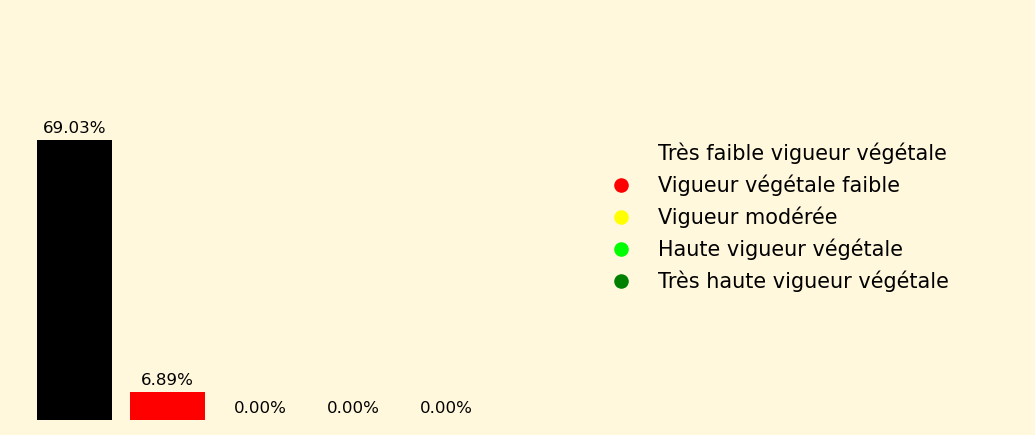 69.03%
6.89%
0.00%
0.00%
0.00%
Très faible vigueur végétale
Vigueur végétale faible
Vigueur modérée
Haute vigueur végétale
Très haute vigueur végétale